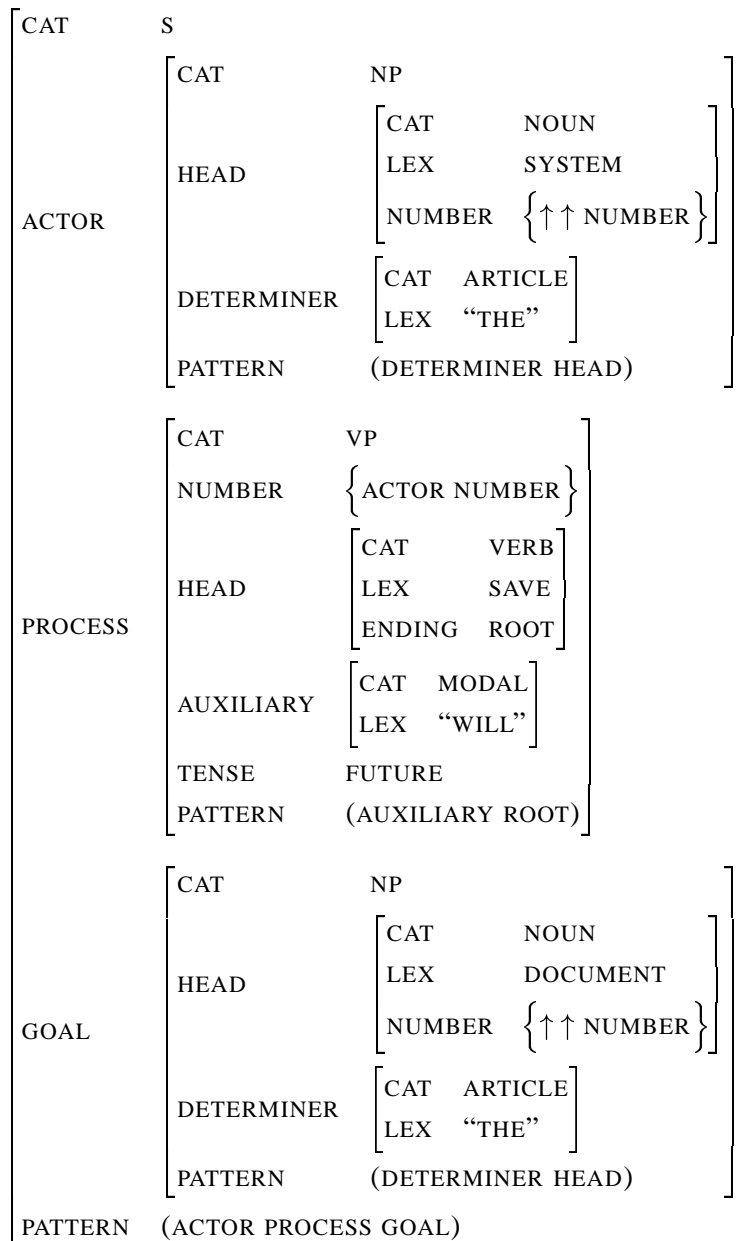 CAT S
CAT NP
CAT NOUN
HEAD LEX SYSTEM
NUMBER {↑ ↑ NUMBER}
ACTOR
DETERMINER CAT ARTICLE
LEX “THE”
PATTERN (DETERMINER HEAD)
CAT VP
NUMBER {ACTOR NUMBER}
CAT VERB
HEAD LEX SAVE
ENDING ROOT
PROCESS
AUXILIARY CAT MODAL
LEX “WILL”
TENSE FUTURE
PATTERN (AUXILIARY ROOT)
CAT NP
CAT NOUN
HEAD LEX DOCUMENT
NUMBER {↑ ↑ NUMBER}
GOAL
DETERMINER CAT ARTICLE
LEX “THE”
PATTERN (DETERMINER HEAD)
PATTERN (ACTOR PROCESS GOAL)